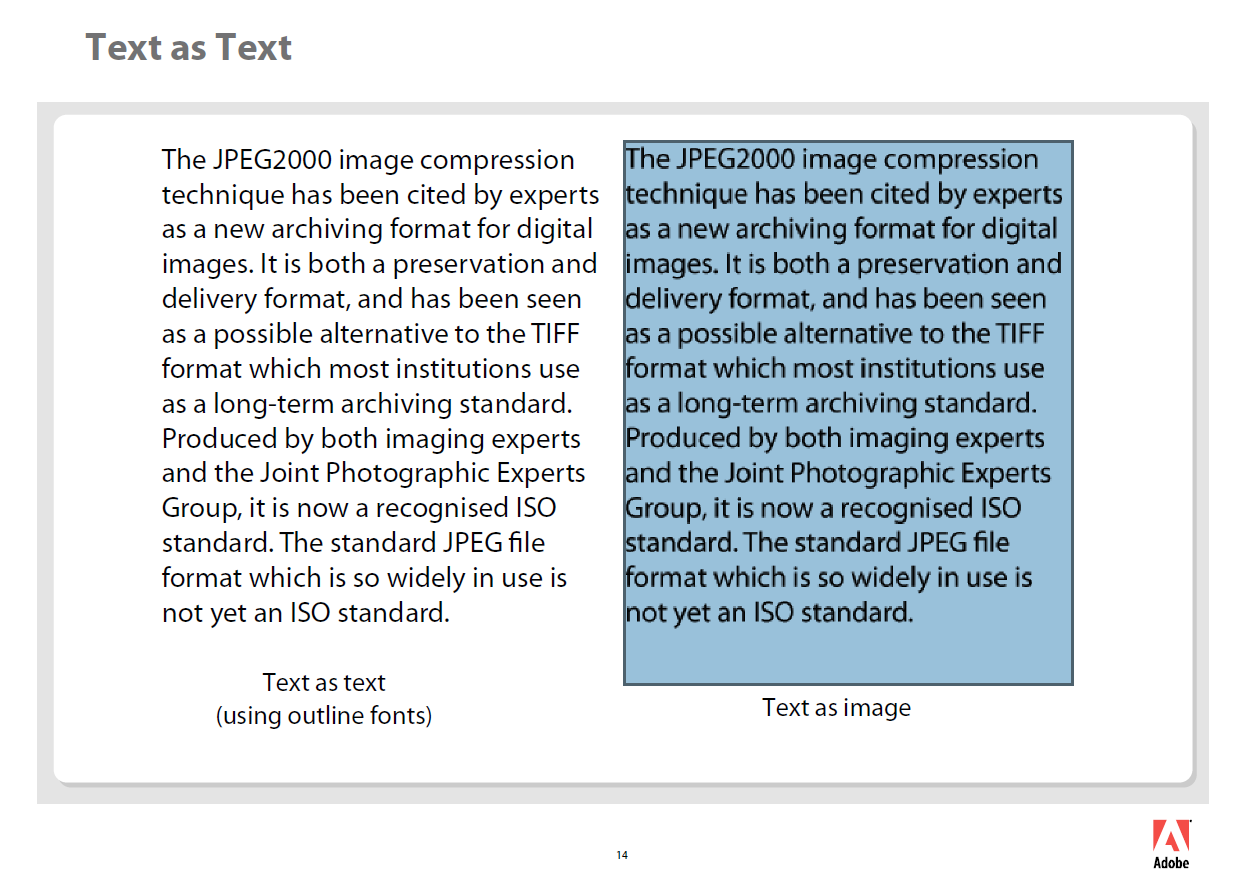 Text as Text
The JPEG2000 image compression
technique has been cited by experts
as a new archiving format for digital
images. It is both a preservation and
delivery format, and has been seen
as a possible alternative to the TIFF
format which most institutions use
as a long-term archiving standard.
Produced by both imaging experts
and the Joint Photographic Experts
Group, it is now a recognised ISO
standard. The standard JPEG file
format which is so widely in use is
not yet an ISO standard.
Text as text
(using outline fonts)
The JPEG2000 image compression
technique has been cited by experts
as a new archiving format for digital
images. It is both a preservation and
delivery format, and has been seen
as a possible alternative to the TIFF
format which most institutions use
as a long-term archiving standard.
Produced by both imaging experts
and the Joint Photographic Experts
Group, it is now a recognised ISO
standard. The standard JPEG file
format which is so widely in use is
not yet an ISO standard.
Text as image
14
Adobe